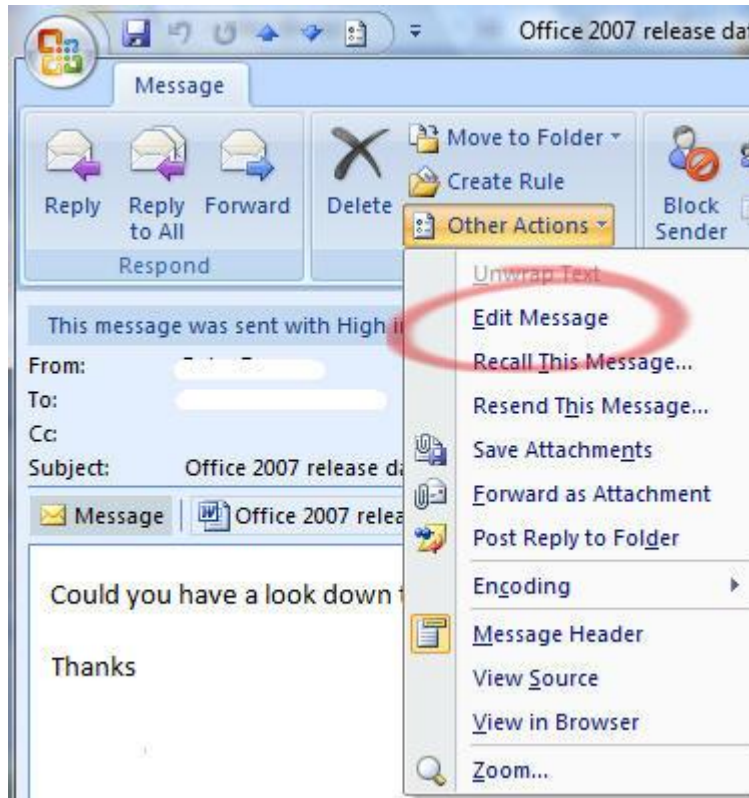 Office 2007 release dat
Message
Reply
Reply to All
Forward
Respond
Delete
Move to Folder
Create Rule
Other Actions
Block Sender
Unwrap Text
Edit Message
Recall This Message...
Resend This Message...
Save Attachments
Forward as Attachment
Post Reply to Folder
Encoding
Message Header
View Source
View in Browser
Zoom...
This message was sent with High i
From:
To:
Cc:
Subject: Office 2007 release da
Message Office 2007 relea
Could you have a look down t
Thanks